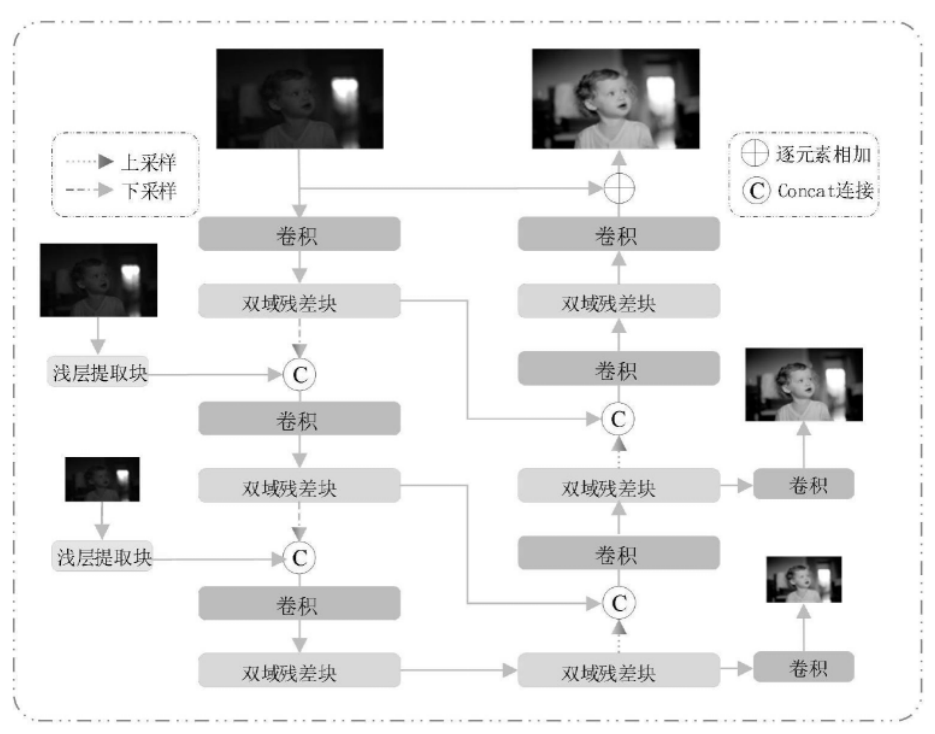 上采样
下采样
逐元素相加
C Concat连接
卷积
卷积
双域残差块
双域残差块
浅层提取块
C
卷积
C
卷积
双域残差块
双域残差块
卷积
浅层提取块
C
卷积
C
卷积
双域残差块
双域残差块
卷积